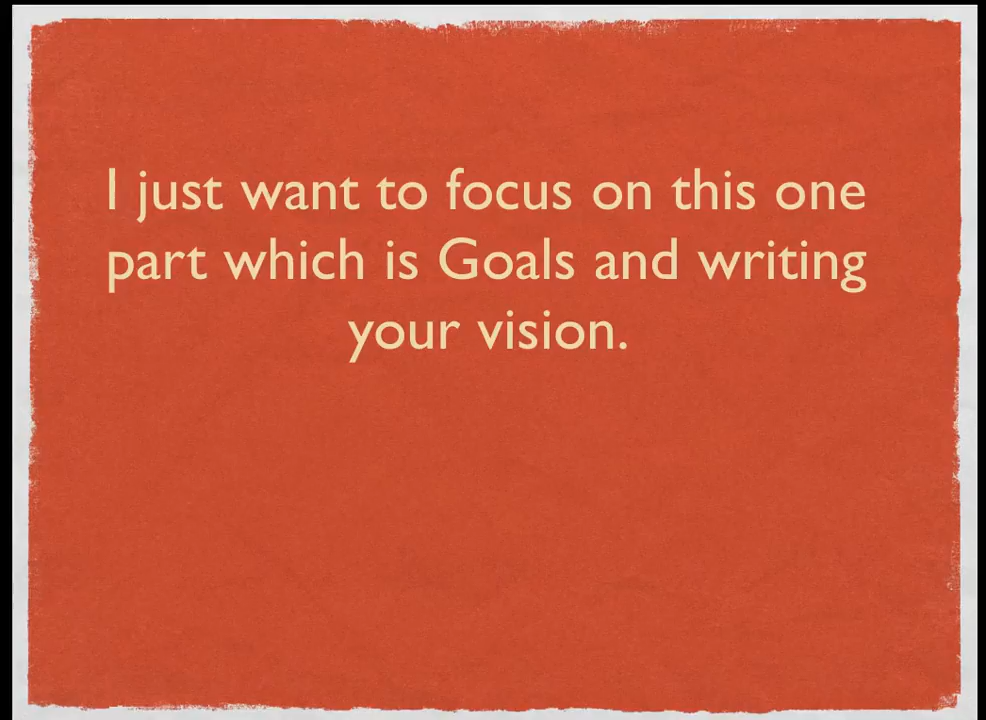 I just want to focus on this one
part which is Goals and writing
your vision.